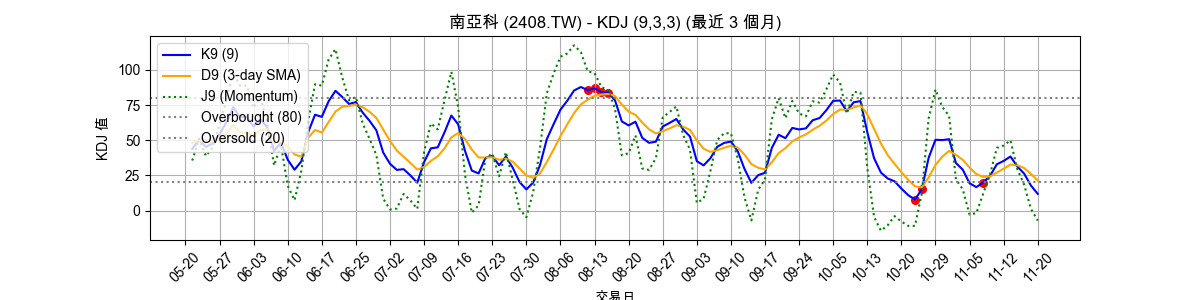 南亞科 (2408.TW) - KDJ (9,3,3) (最近 3 個月)
K9 (9)
D9 (3-day SMA)
J9 (Momentum)
Overbought (80)
Oversold (20)
KDJ 值
100
75
50
25
0
05-20 05-27 06-03 06-10 06-17 06-25 07-02 07-09 07-16 07-23 07-30 08-06 08-13 08-20 08-27 09-03 09-10 09-17 09-24 10-05 10-13 10-20 10-29 11-05 11-12 11-20
交易日